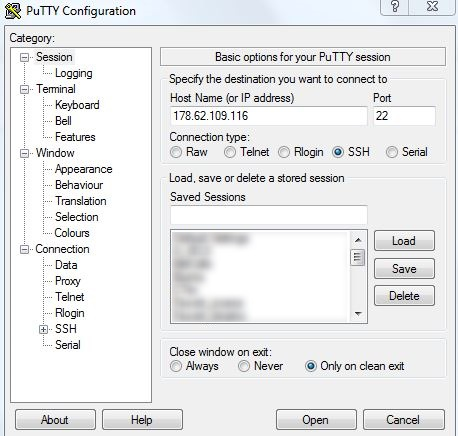 PuTTY Configuration
Category:
Session
Logging
Terminal
Keyboard
Bell
Features
Window
Appearance
Behaviour
Translation
Selection
Colours
Connection
Data
Proxy
Telnet
Rlogin
SSH
Serial
Basic options for your PuTTY session
Specify the destination you want to connect to
Host Name (or IP address) Port
178.62.109.116 22
Connection type:
Raw Telnet Rlogin SSH Serial
Load, save or delete a stored session
Saved Sessions
Load
Save
Delete
Close window on exit:
Always Never Only on clean exit
About Help Open Cancel